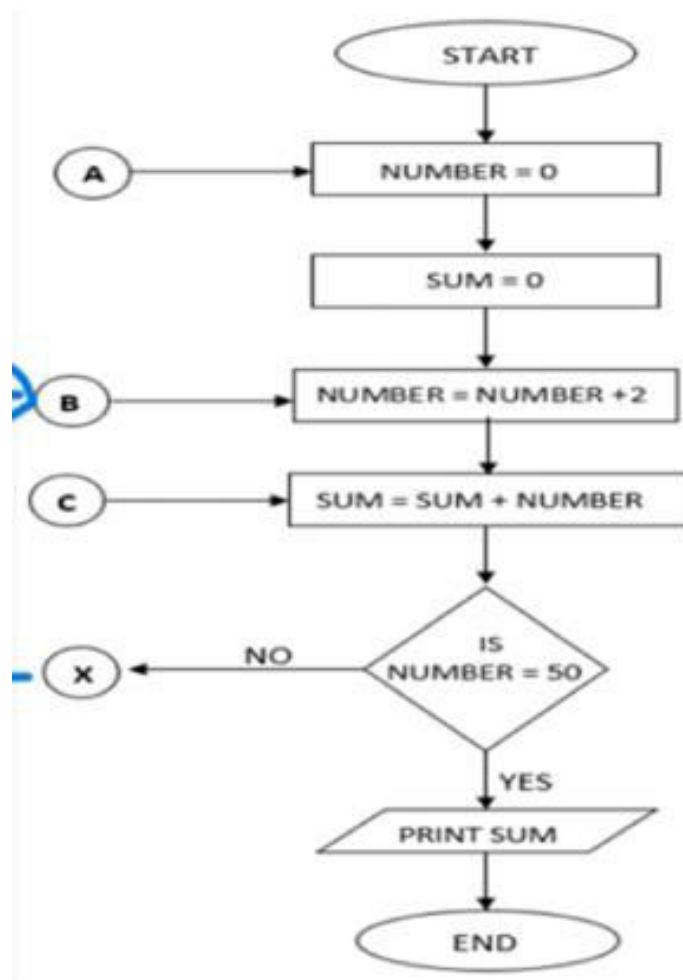 START
A
NUMBER = 0
SUM = 0
B
NUMBER = NUMBER +2
C
SUM = SUM + NUMBER
IS
NUMBER = 50
NO
X
YES
PRINT SUM
END